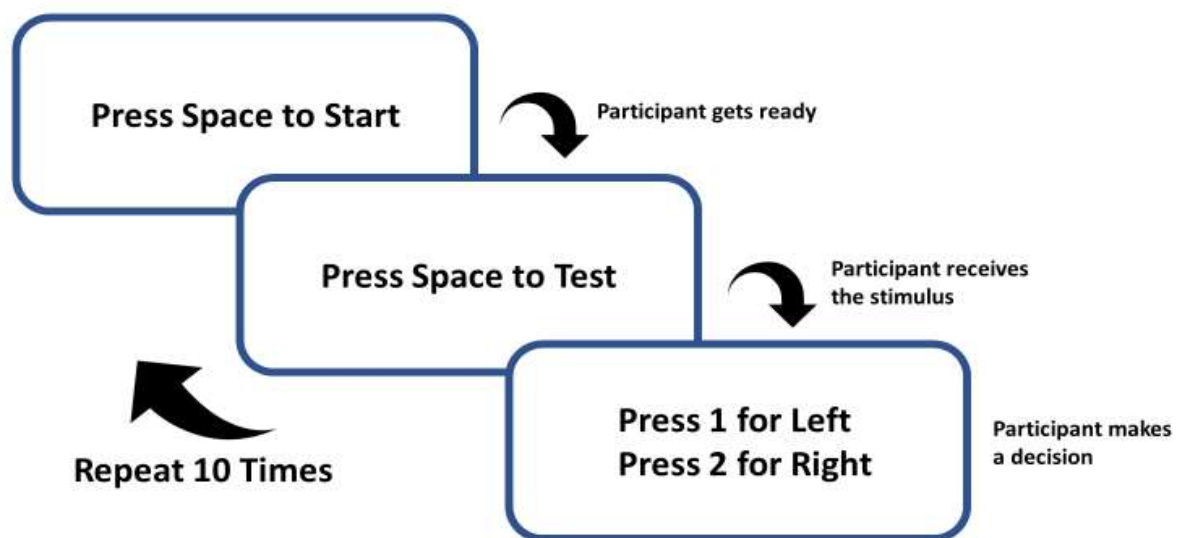 Press Space to Start
Participant gets ready
Press Space to Test
Participant receives
the stimulus
Press 1 for Left
Press 2 for Right
Participant makes
a decision
Repeat 10 Times